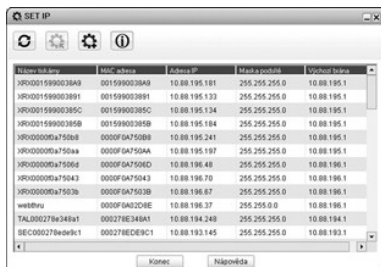 SET IP
Název tiskárny MAC adresa Adresa IP Maska podsítě Výchozí brána
XRX0015990038A9 0015990038A9 10.88.195.181 255.255.255.0 10.88.195.1
XRX001599003891 001599003891 10.88.195.133 255.255.255.0 10.88.195.1
XRX00159900385C 00159900385C 10.88.195.134 255.255.255.0 10.88.195.1
XRX00159900385B 00159900385B 10.88.195.184 255.255.255.0 10.88.195.1
XRX0000f0a750b8 0000F0A750B8 10.88.195.241 255.255.255.0 10.88.195.1
XRX0000f0a750aa 0000F0A750AA 10.88.195.197 255.255.255.0 10.88.195.1
XRX0000f0a7506d 0000F0A7506D 10.88.196.48 255.255.255.0 10.88.196.1
XRX0000f0a75043 0000F0A75043 10.88.196.70 255.255.255.0 10.88.196.1
XRX0000f0a7503b 0000F0A7503B 10.88.196.67 255.255.255.0 10.88.196.1
webthru 0000F0A02D8E 10.88.196.37 255.255.0.0 10.88.196.1
TAL000278e348a1 000278E348A1 10.88.194.248 255.255.255.0 10.88.194.1
SEC000278ede9c1 000278EDE9C1 10.88.193.145 255.255.255.0 10.88.193.1
Konec Nápověda